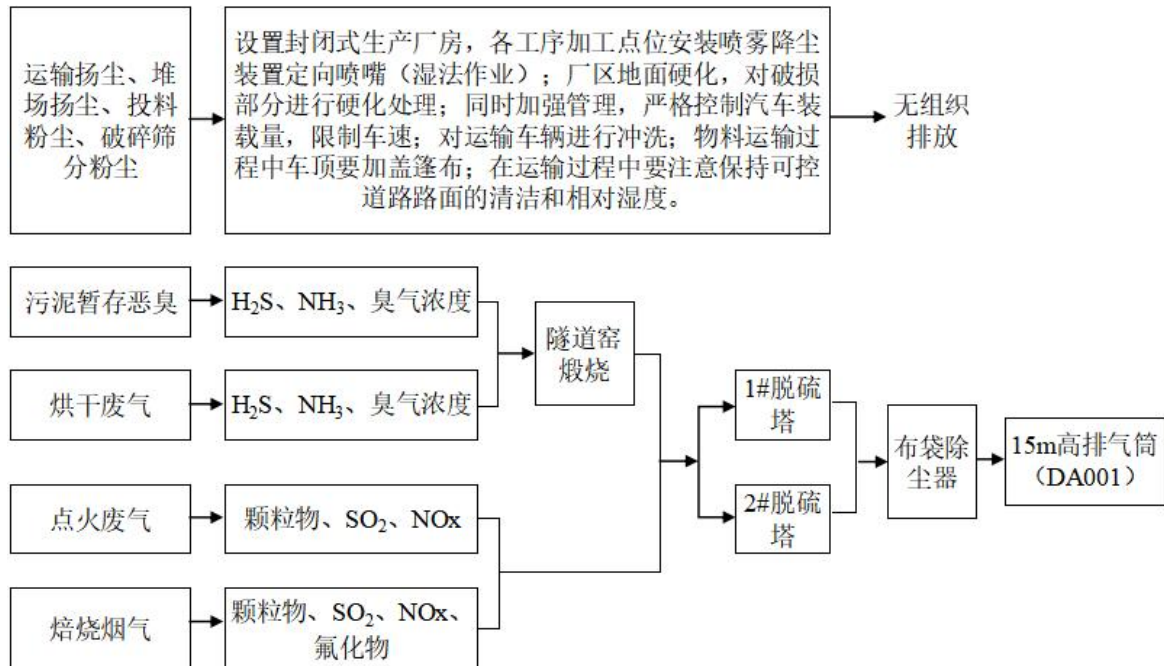 运输扬尘、堆
场扬尘、投料
粉尘、破碎筛
分粉尘
设置封闭式生产厂房，各工序加工点位安装喷雾降尘
装置定向喷嘴（湿法作业）；厂区地面硬化，对破损
部分进行硬化处理；同时加强管理，严格控制汽车装
载量，限制车速；对运输车辆进行冲洗；物料运输过
程中车顶要加盖篷布；在运输过程中要注意保持可控
道路路面的清洁和相对湿度。
无组织
排放
污泥暂存恶臭
H₂S、NH₃、臭气浓度
烘干废气
H₂S、NH₃、臭气浓度
隧道窑
煅烧
点火废气
颗粒物、SO₂、NOx
焙烧烟气
颗粒物、SO₂、NOx、
氟化物
1#脱硫
塔
2#脱硫
塔
布袋除
尘器
15m高排气筒
（DA001）